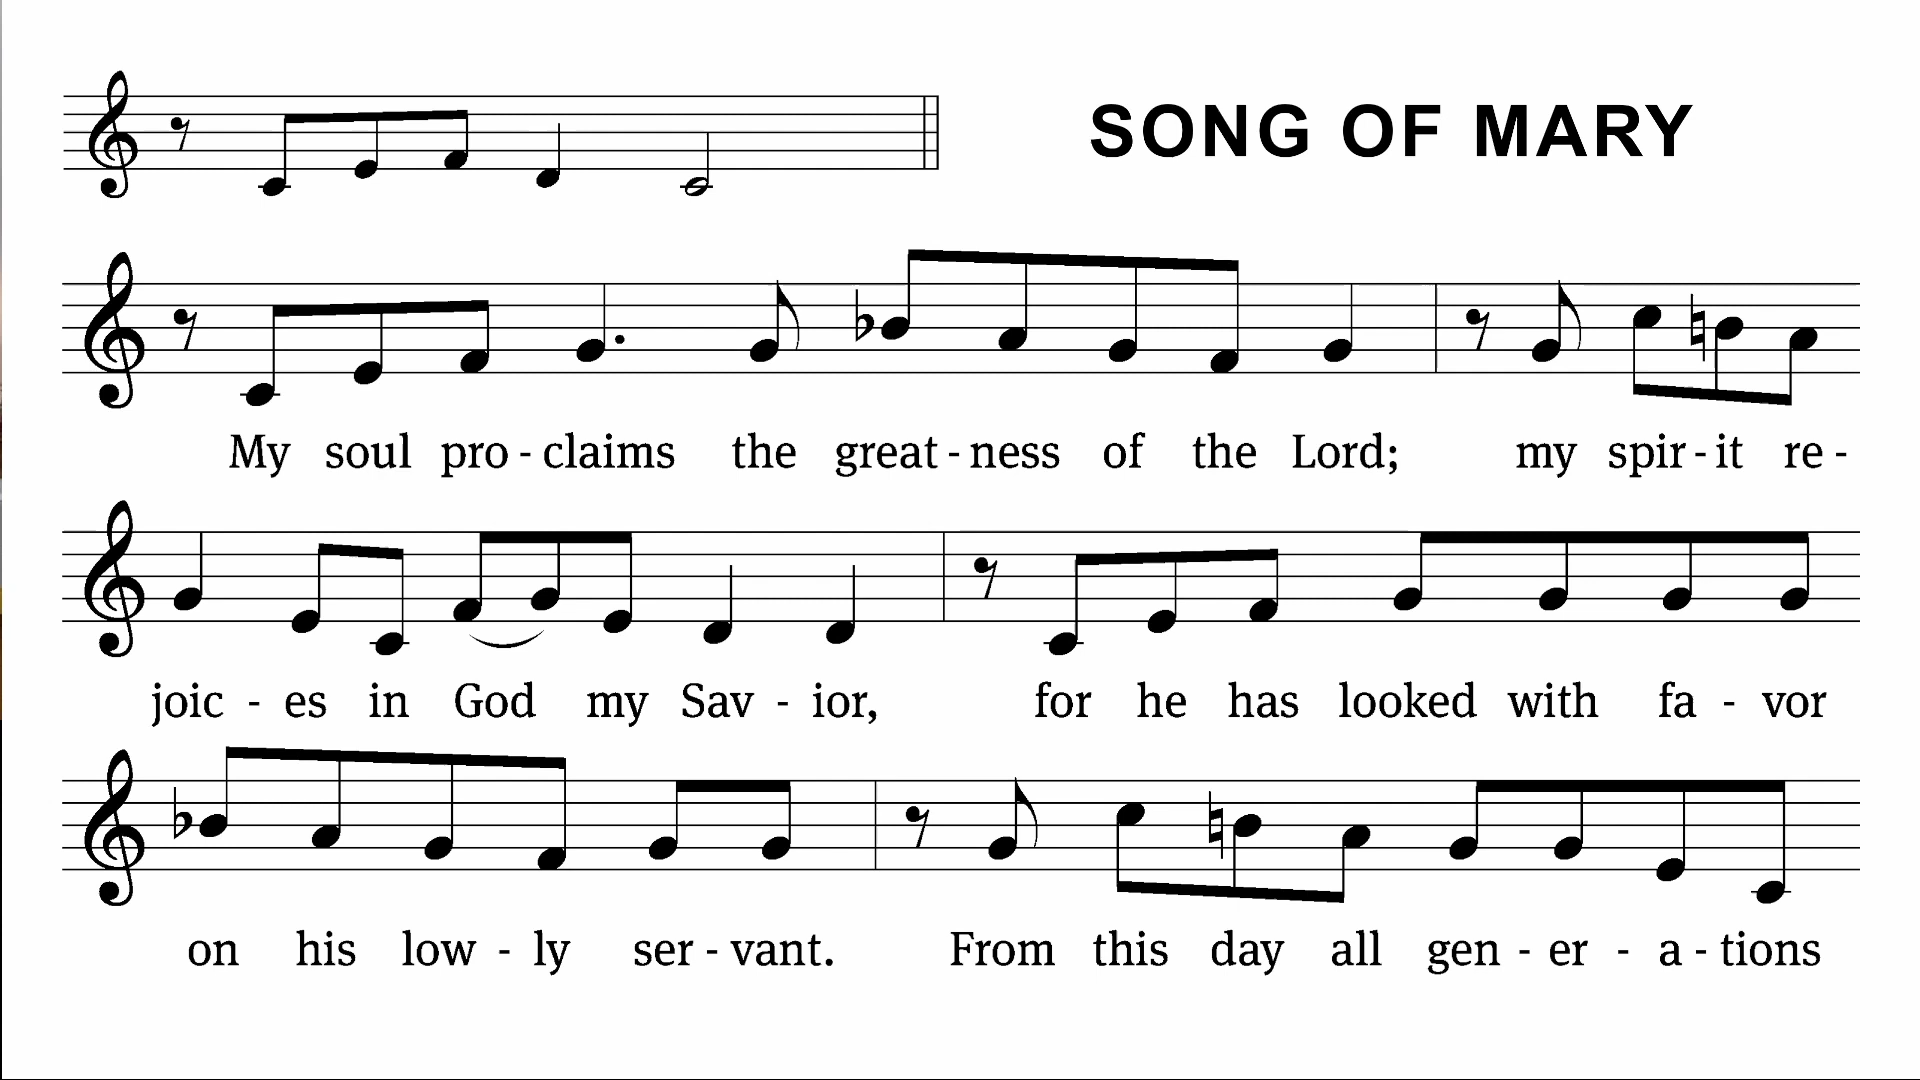 SONG OF MARY
My soul pro - claims the great - ness of the Lord; my spir - it re -
joic - es in God my Sav - ior, for he has looked with fa - vor
on his low - ly ser - vant. From this day all gen - er - a - tions